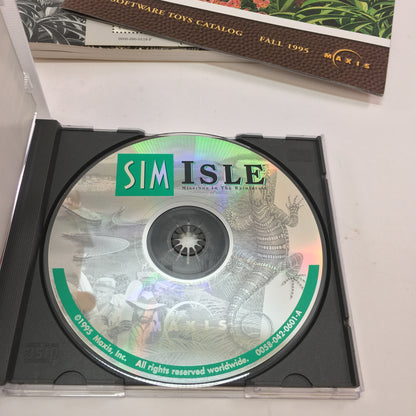 SOFTWARE TOYS CATALOG FALL 1995 MAXIS
SIM ISLE
Missions In The Rainforest
MAXIS
©1995 Maxis, Inc. All rights reserved worldwide. 0058-042-0601-A